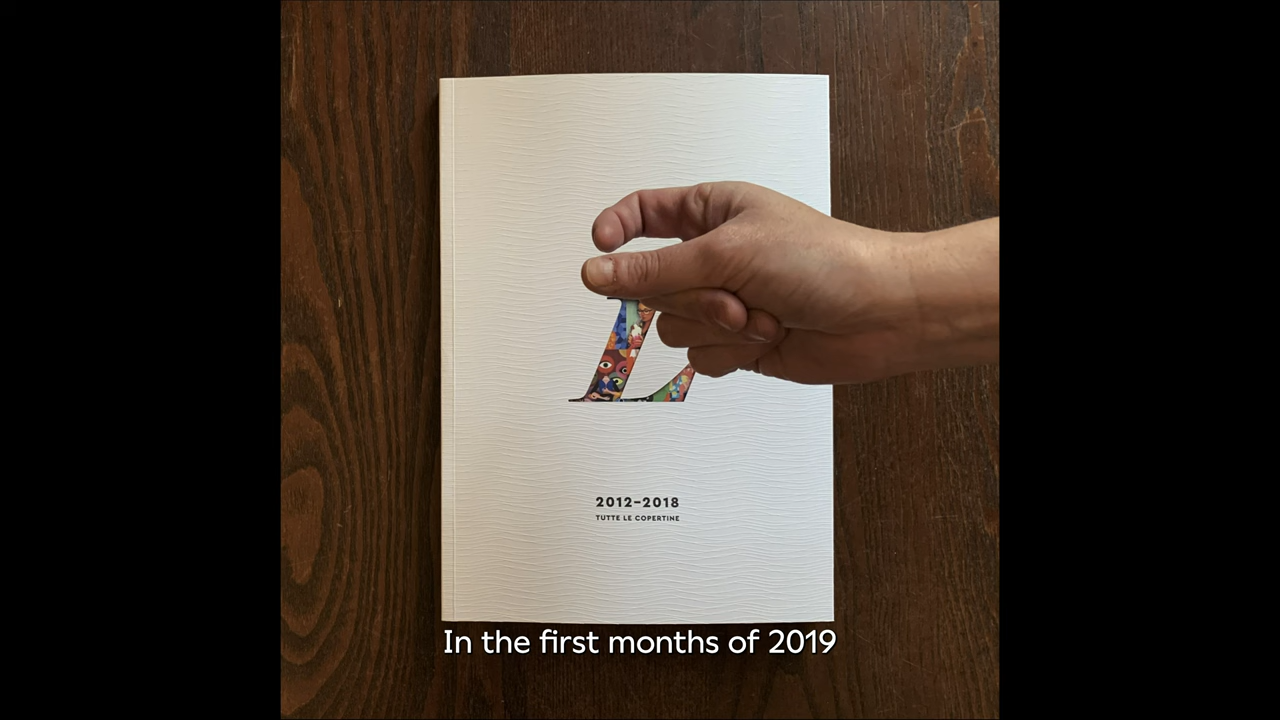 L
2012–2018
TUTTE LE COPERTINE
In the first months of 2019